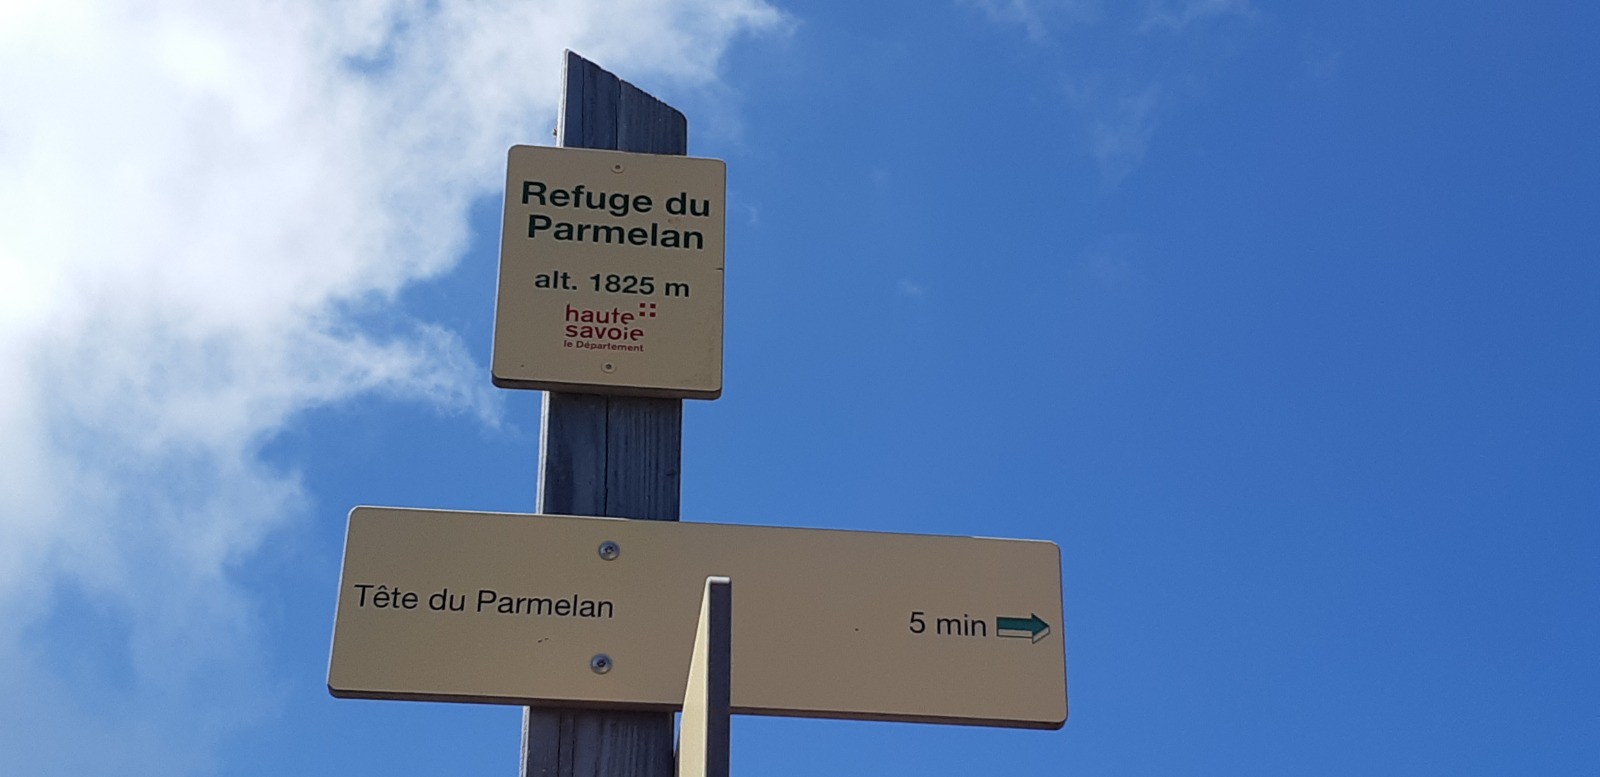 Refuge du
Parmelan
alt. 1825 m
haute
savoie
le Département
Tête du Parmelan
5 min